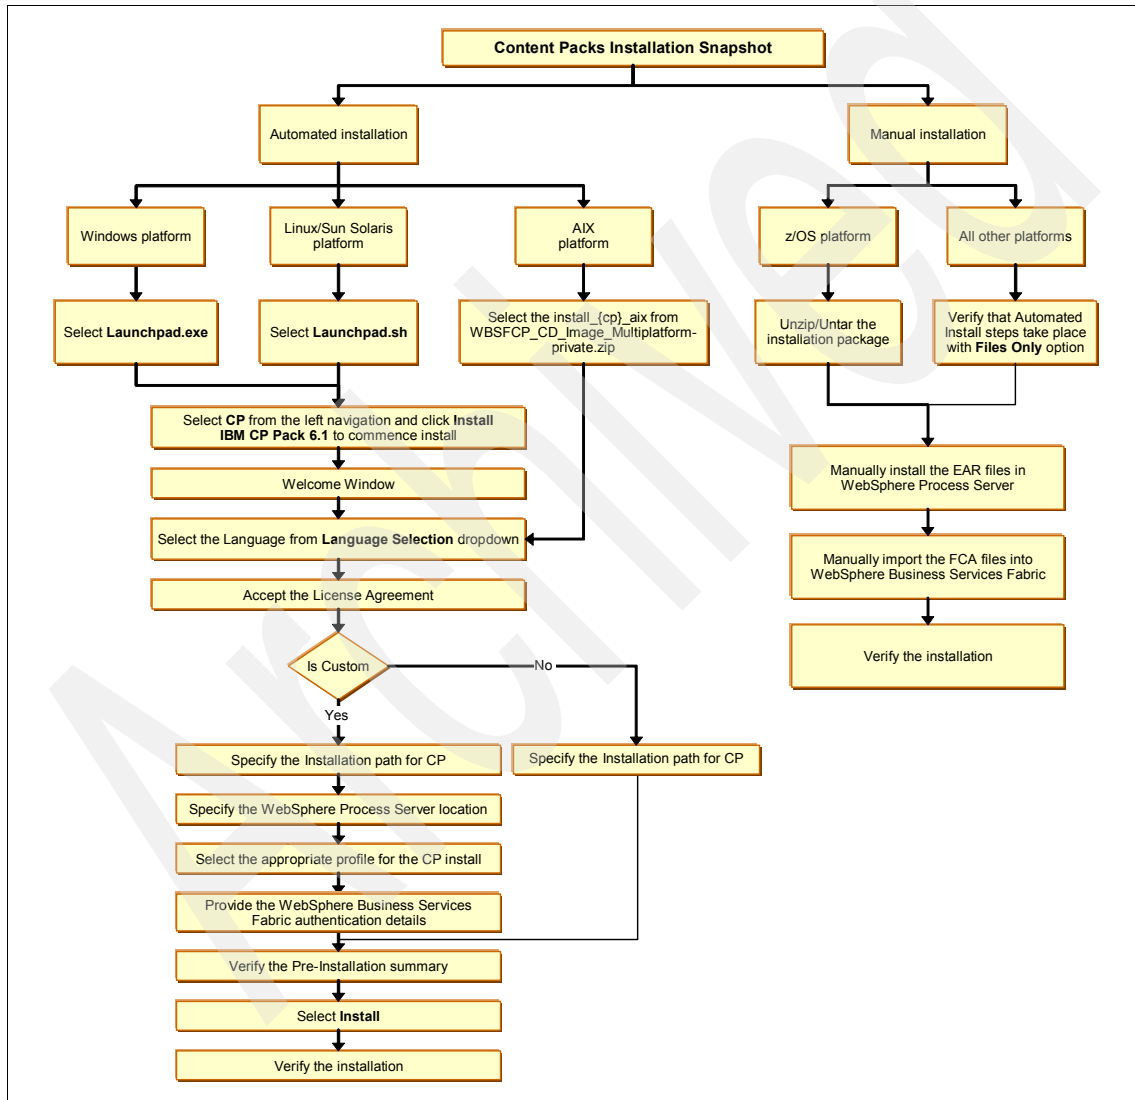 Content Packs Installation Snapshot
Automated installation
Manual installation
Windows platform
Linux/Sun Solaris
platform
AIX
platform
z/OS platform
All other platforms
Select Launchpad.exe
Select Launchpad.sh
Select the install_{cp}_aix from
WBSFCP_CD_Image_Multiplatform-
private.zip
Unzip/Untar the
installation package
Verify that Automated
Install steps take place
with Files Only option
Select CP from the left navigation and click Install
IBM CP Pack 6.1 to commence install
Welcome Window
Select the Language from Language Selection dropdown
Accept the License Agreement
Manually install the EAR files in
WebSphere Process Server
Manually import the FCA files into
WebSphere Business Services Fabric
Verify the installation
Is Custom
No
Yes
Specify the Installation path for CP
Specify the Installation path for CP
Specify the WebSphere Process Server location
Select the appropriate profile for the CP install
Provide the WebSphere Business Services
Fabric authentication details
Verify the Pre-Installation summary
Select Install
Verify the installation
Archived